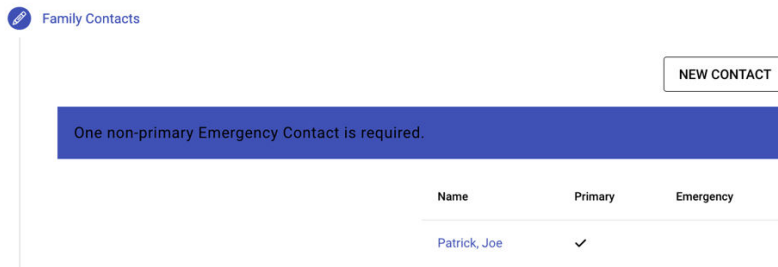 Family Contacts
NEW CONTACT
One non-primary Emergency Contact is required.
Name Primary Emergency
Patrick, Joe